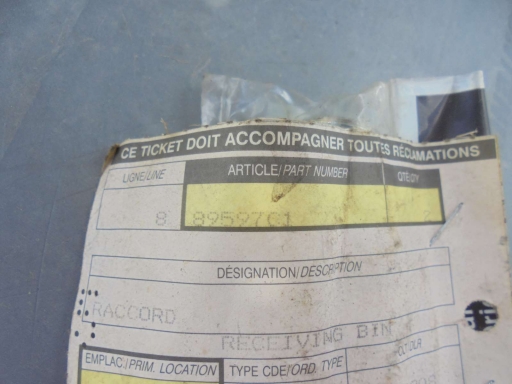 CE TICKET DOIT ACCOMPAGNER TOUTES RÉCLAMATIONS
LIGNE/LINE ARTICLE/PART NUMBER QTE/QTY
8 89597C1
DÉSIGNATION/DESCRIPTION
RACCORD
RECEIVING BIN
EMPLAC./PRIM. LOCATION TYPE CDE/ORD. TYPE